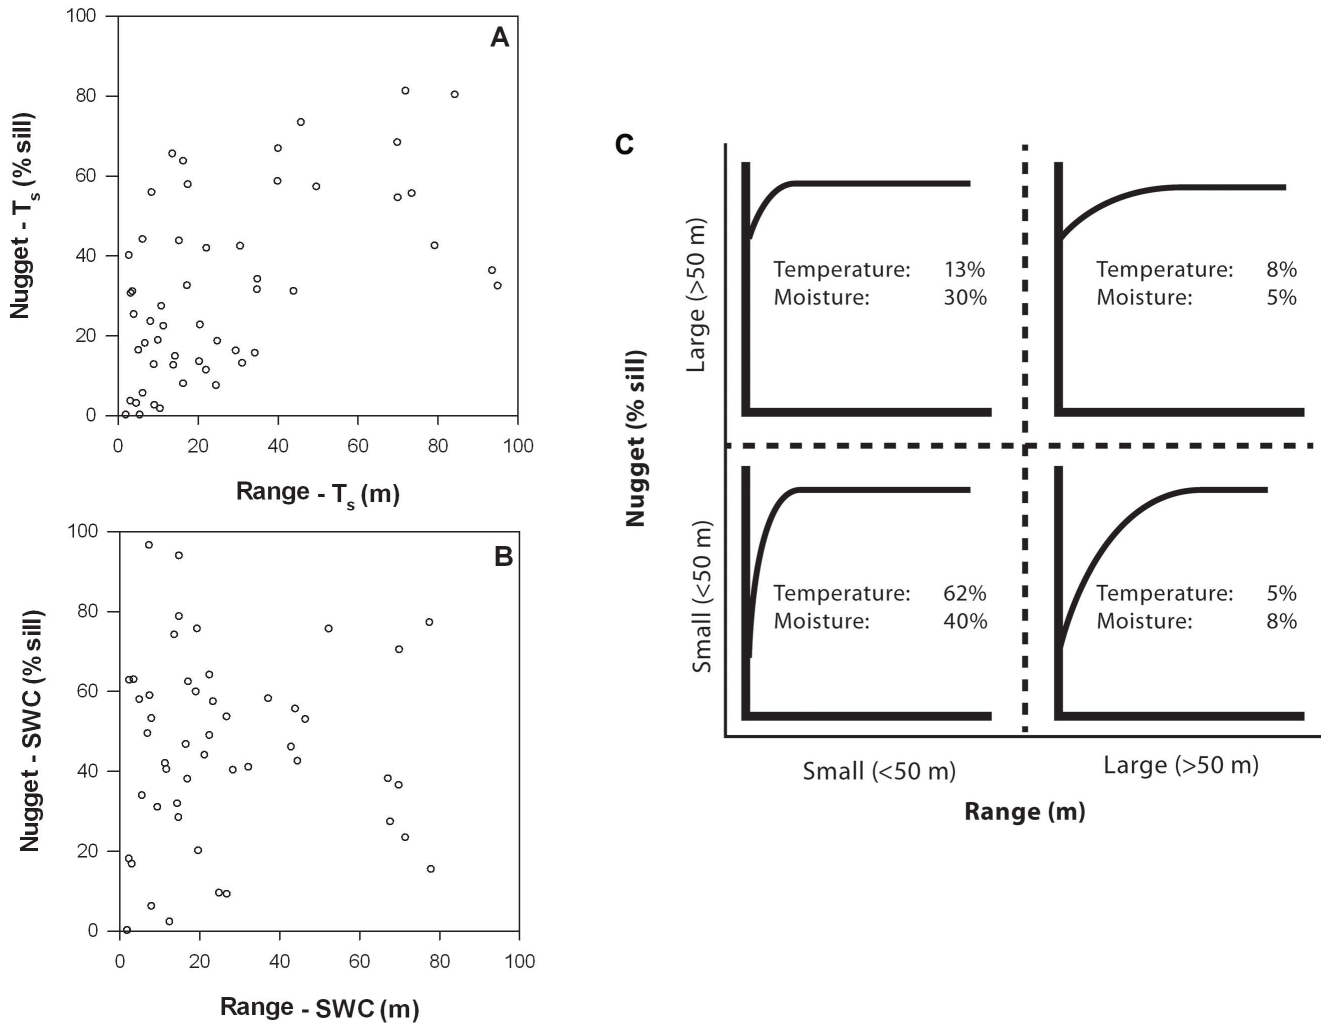 A
Nugget - Ts (% sill)
100
80
60
40
20
0
0 20 40 60 80 100
Range - Ts (m)
B
Nugget - SWC (% sill)
100
80
60
40
20
0
0 20 40 60 80 100
Range - SWC (m)
C
Nugget (% sill)
Large (>50 m)
Small (<50 m)
Temperature: 13%
Moisture: 30%
Temperature: 8%
Moisture: 5%
Temperature: 62%
Moisture: 40%
Temperature: 5%
Moisture: 8%
Small (<50 m) Large (>50 m)
Range (m)